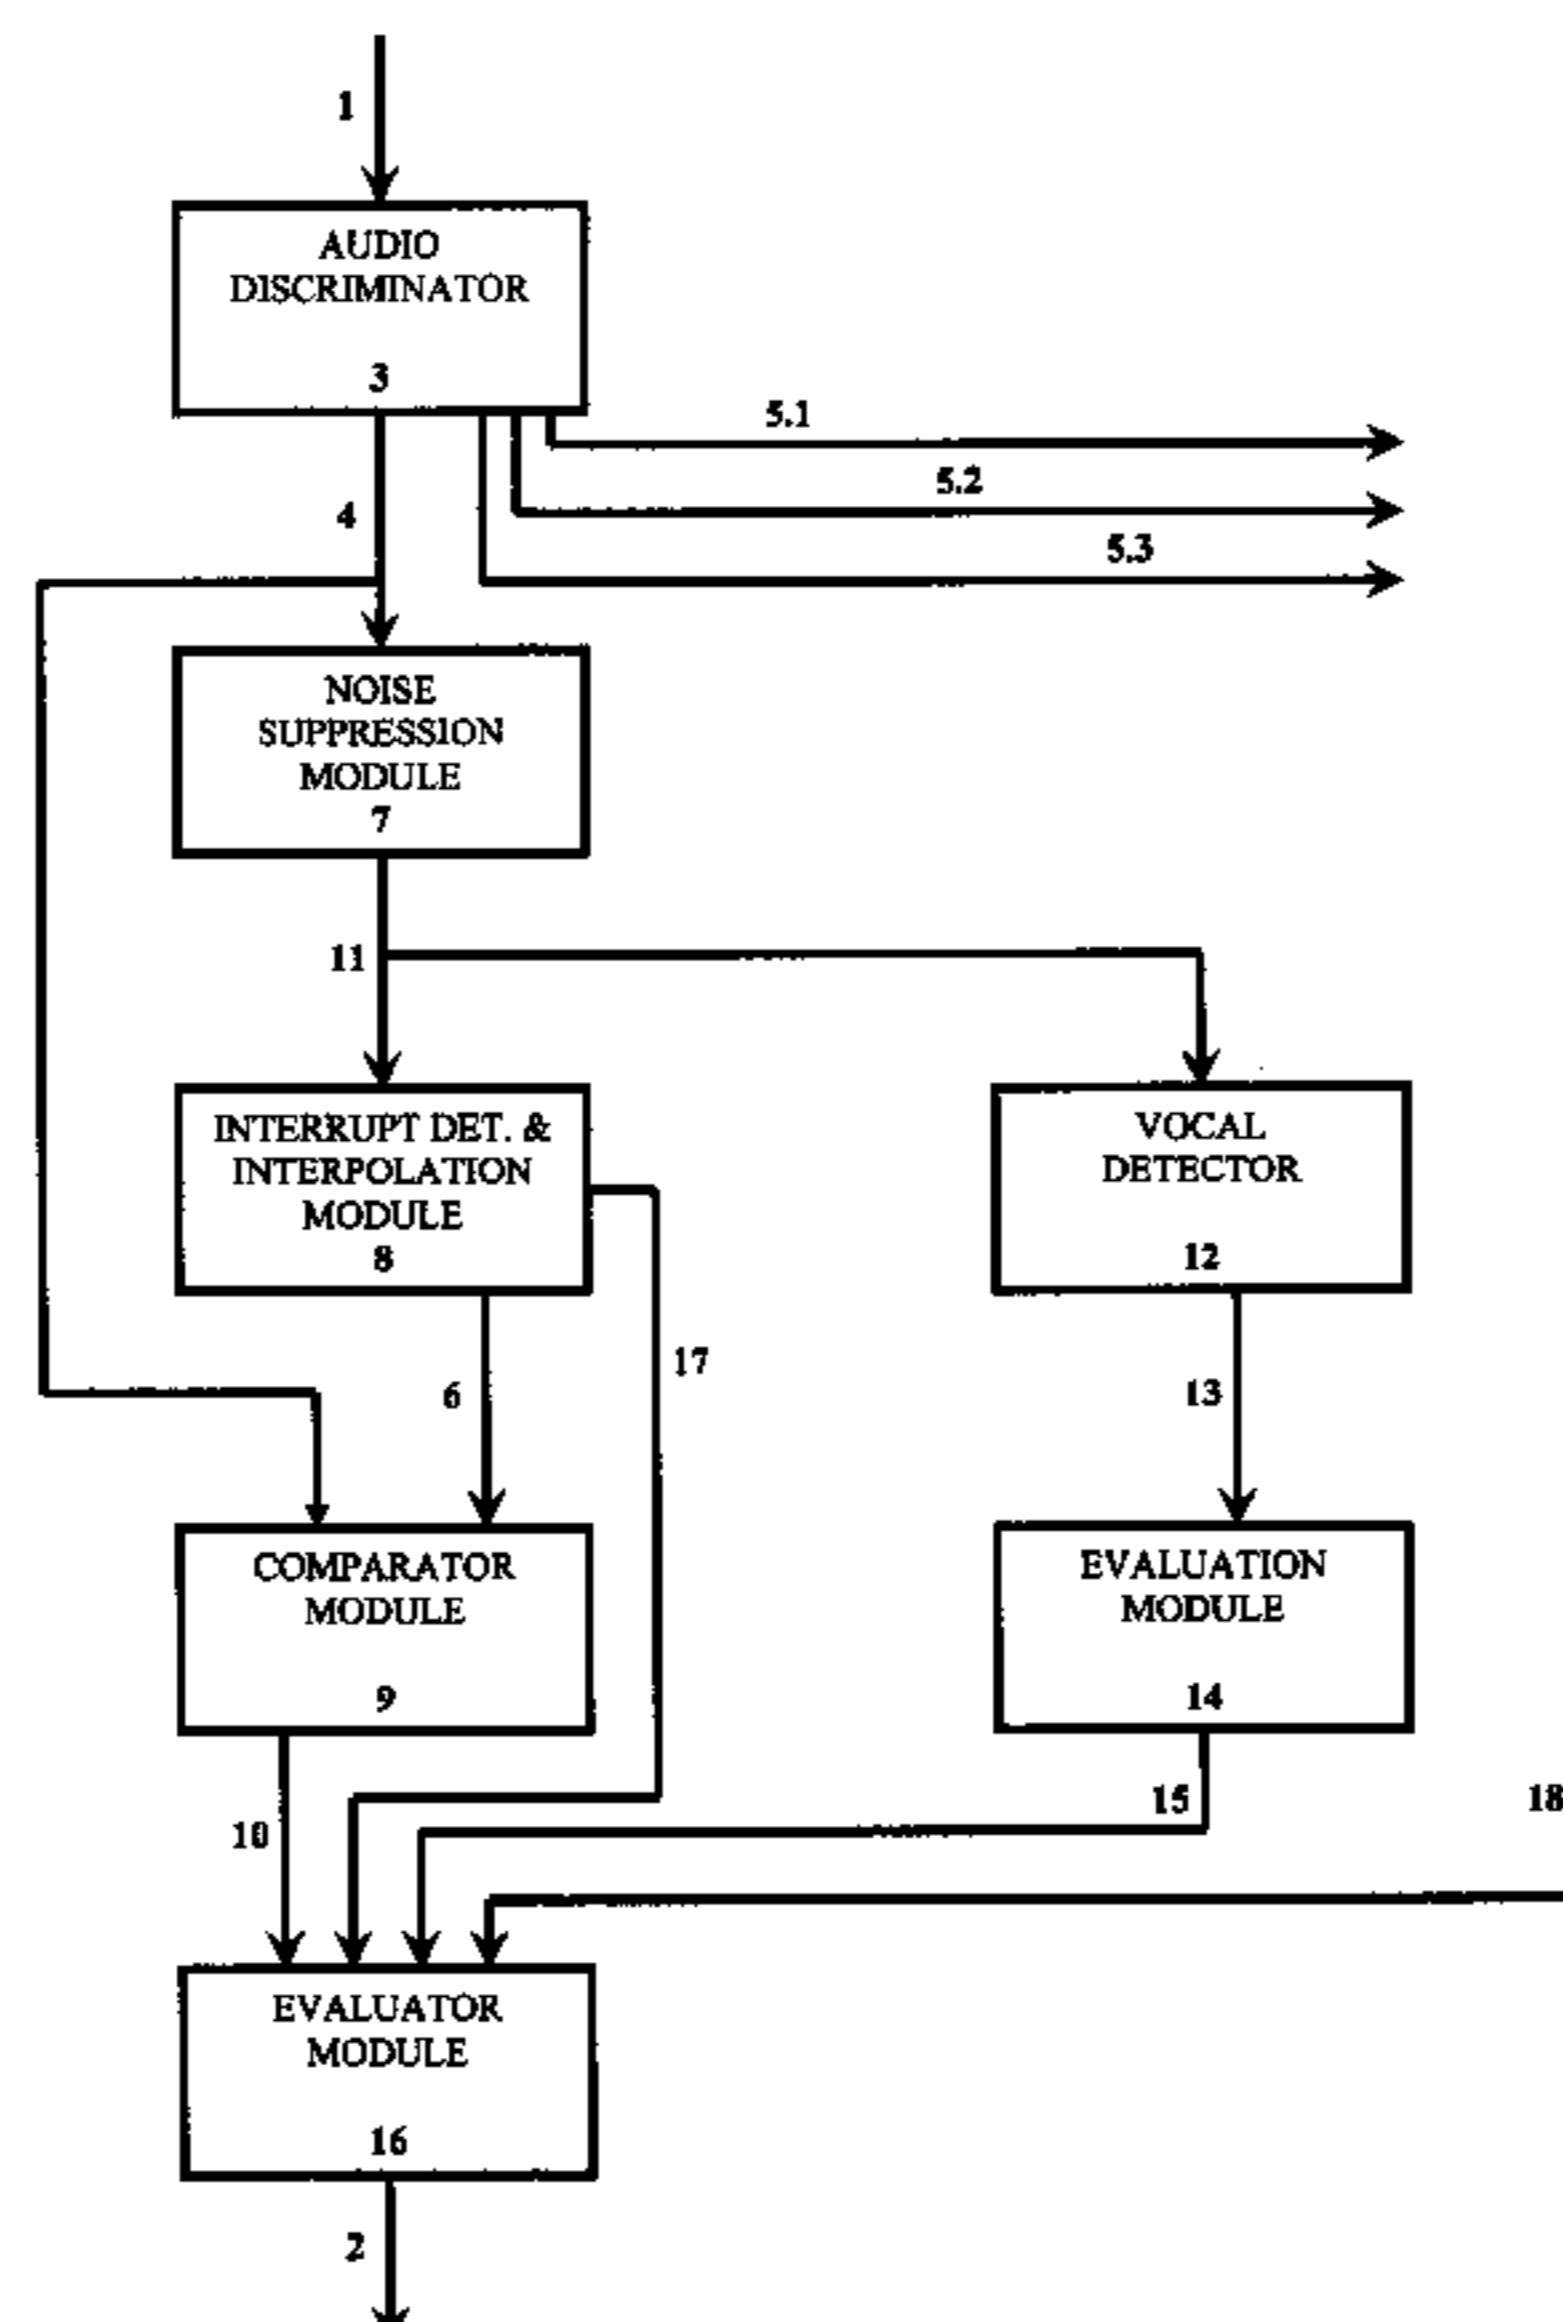 1
AUDIO
DISCRIMINATOR
3
5.1
5.2
4
5.3
NOISE
SUPPRESSION
MODULE
7
11
INTERRUPT DET. &
INTERPOLATION
MODULE
8
VOCAL
DETECTOR
12
17
6
13
COMPARATOR
MODULE
9
EVALUATION
MODULE
14
15
18
10
EVALUATOR
MODULE
16
2